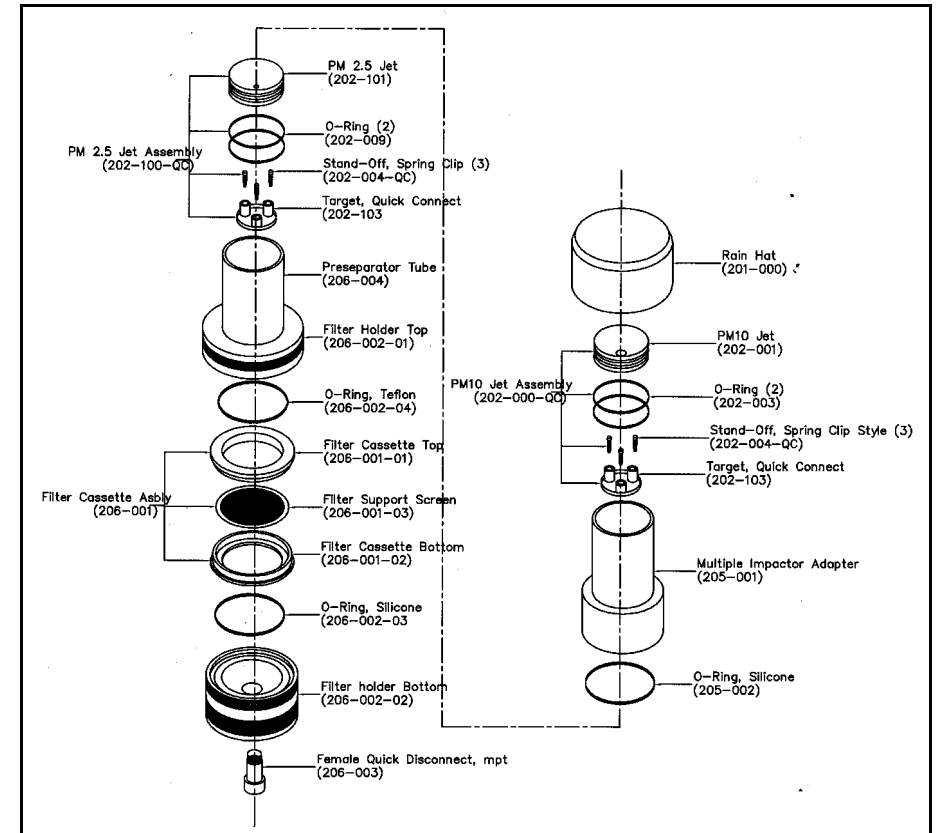 PM 2.5 Jet
(202-101)
O-Ring (2)
(202-009)
PM 2.5 Jet Assembly
(202-100-QC)
Stand-Off, Spring Clip (3)
(202-004-QC)
Target, Quick Connect
(202-103
Preseparator Tube
(206-004)
Filter Holder Top
(206-002-01)
O-Ring, Teflon
(206-002-04)
Filter Cassette Top
(206-001-01)
Filter Cassette Asbly
(206-001)
Filter Support Screen
(206-001-03)
Filter Cassette Bottom
(206-001-02)
O-Ring, Silicone
(206-002-03
Filter holder Bottom
(206-002-02)
Female Quick Disconnect, mpt
(206-003)
Rain Hat
(201-000)
PM10 Jet
(202-001)
PM10 Jet Assembly
(202-000-QC)
O-Ring (2)
(202-003)
Stand-Off, Spring Clip Style (3)
(202-004-QC)
Target, Quick Connect
(202-103)
Multiple Impactor Adapter
(205-001)
O-Ring, Silicone
(205-002)